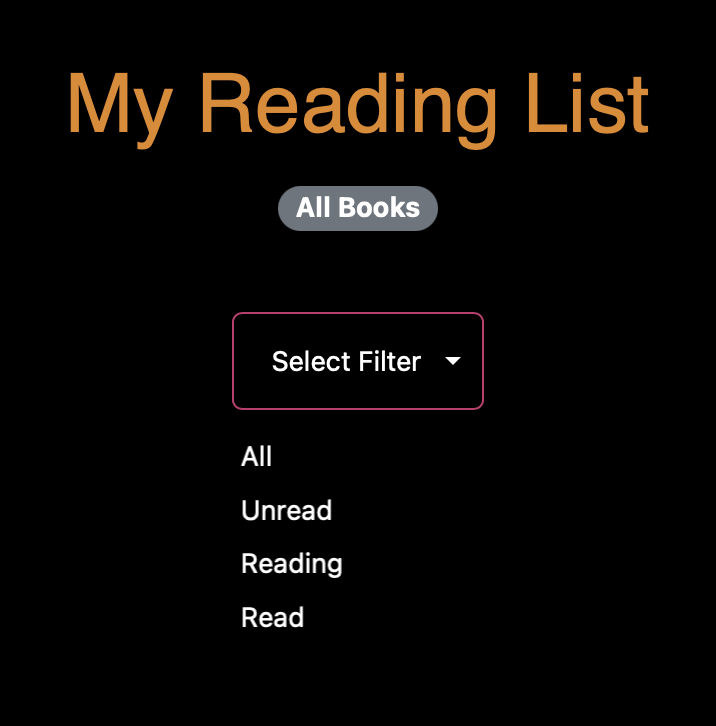 My Reading List
All Books
Select Filter
All
Unread
Reading
Read